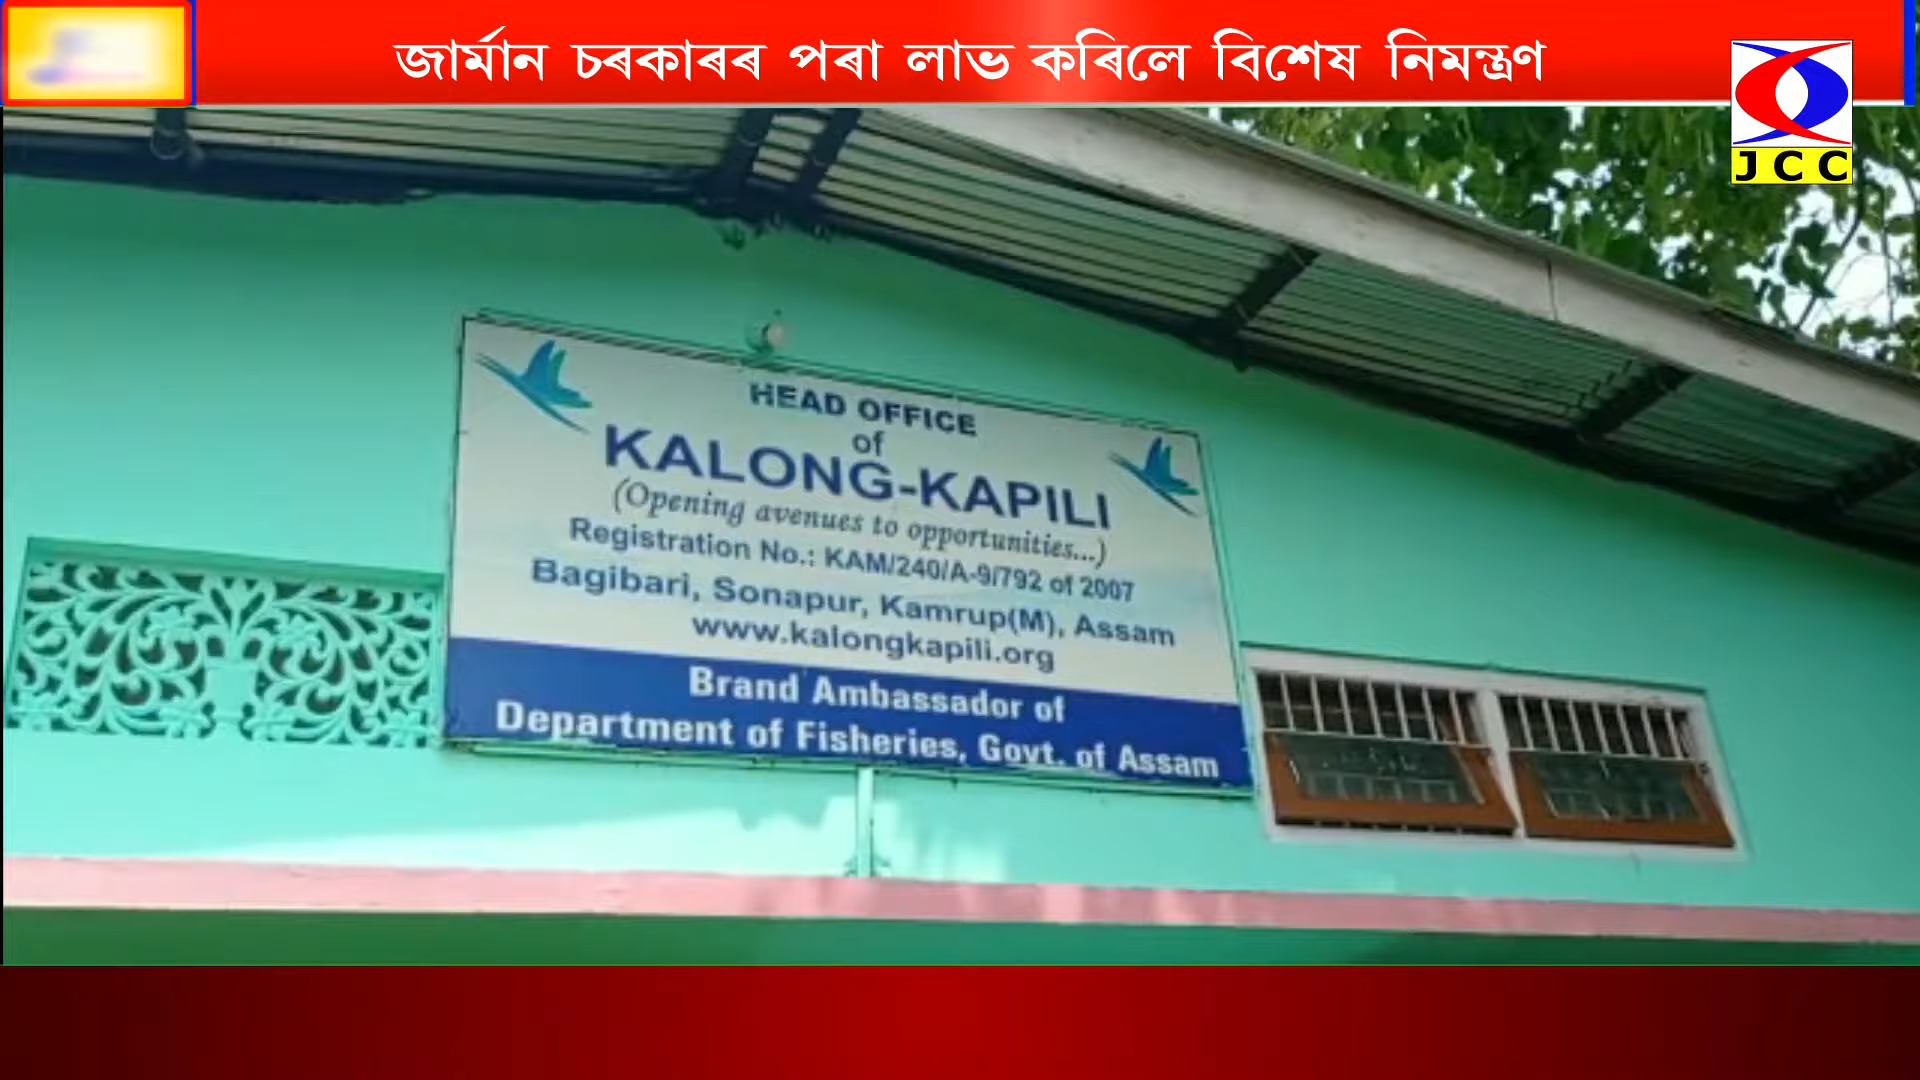 জাৰ্মান চৰকাৰৰ পৰা লাভ কৰিলে বিশেষ নিমন্ত্ৰণ
JCC
HEAD OFFICE
of
KALONG-KAPILI
(Opening avenues to opportunities...)
Registration No.: KAM/240/A-9/792 of 2007
Bagibari, Sonapur, Kamrup(M), Assam
www.kalongkapili.org
Brand Ambassador of
Department of Fisheries, Govt. of Assam